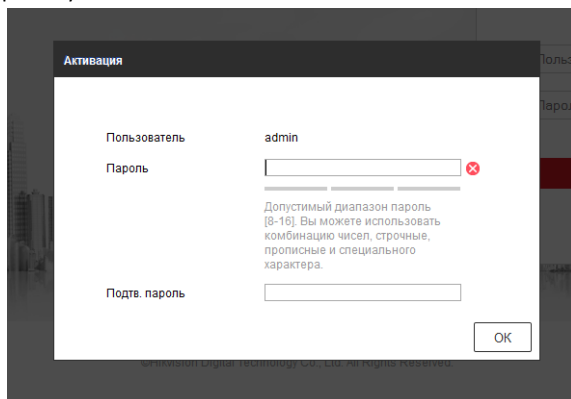 Активация
Пользователь
admin
Пароль
Допустимый диапазон пароль
[8-16]. Вы можете использовать
комбинацию чисел, строчные,
прописные и специального
характера.
Подтв. пароль
OK
©Hikvision Digital Technology Co., Ltd. All Rights Reserved.